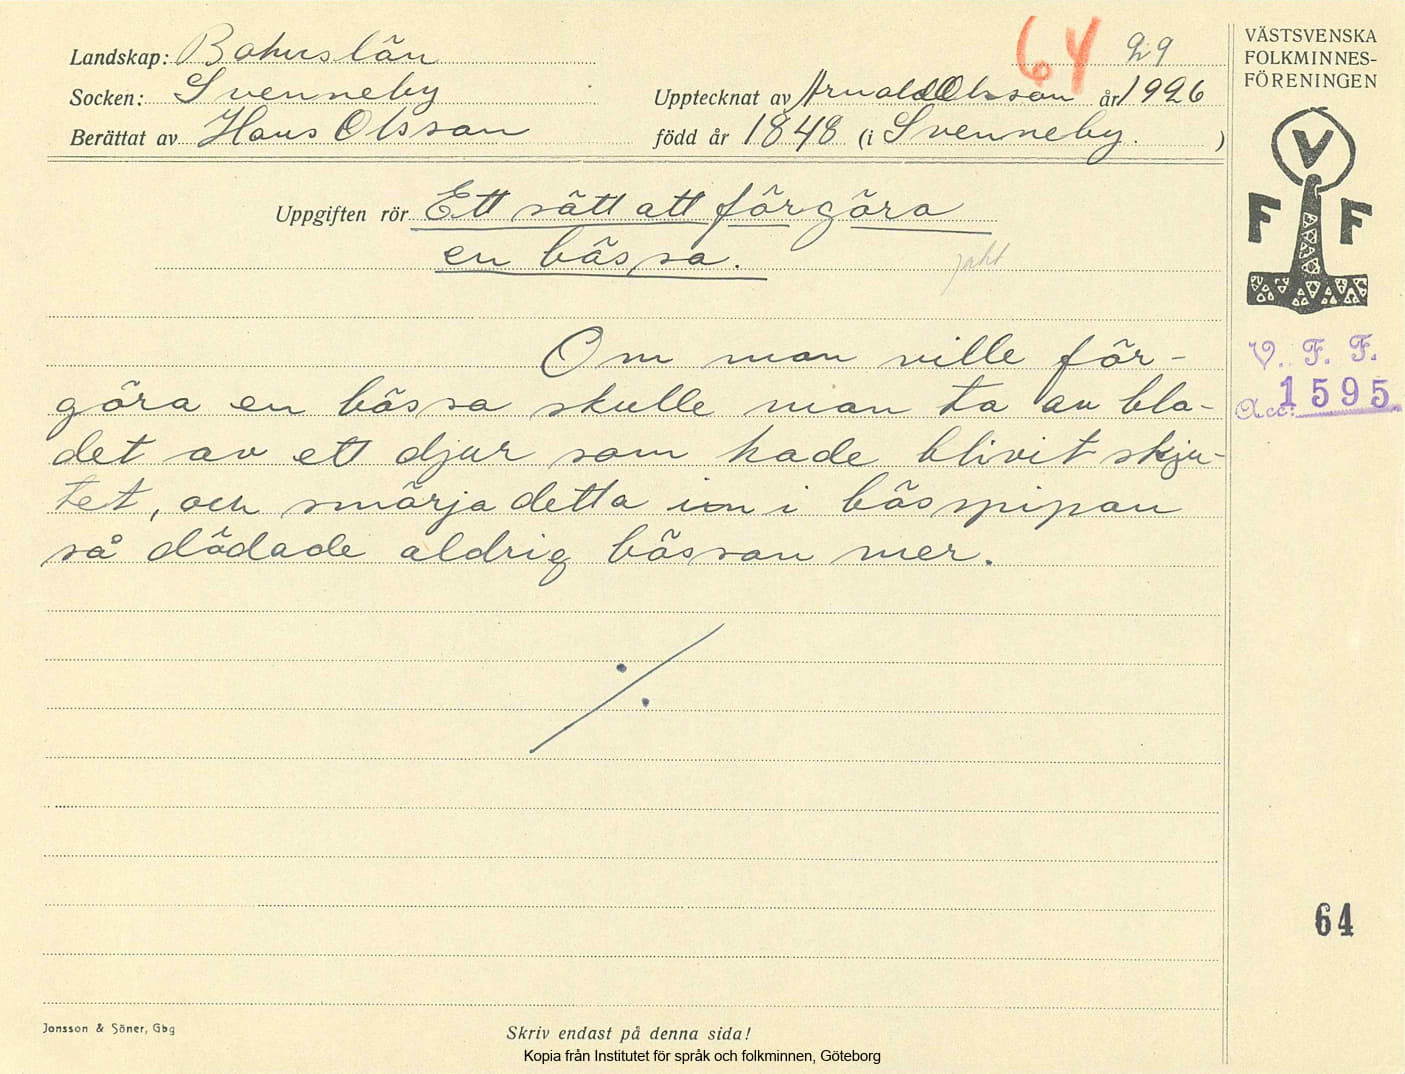 64 29
Landskap: Bohuslän
Socken: Svenneby
Upptecknat av Arnold Olsson år 1926
Berättat av Hans Olsson
född år 1848 (i Svenneby. )
Uppgiften rör Ett sätt att förgöra
en bössa.
jakt
Om man ville för-
göra en bössa skulle man ta av blo-
det av ett djur som hade blivit skju-
tet, och smörja detta inn i böspipan
så dödade aldrig bössan mer.
VÄSTSVENSKA
FOLKMINNES-
FÖRENINGEN
V
F F
V. F. F.
Acc: 1595
64
Jonsson & Söner, Gbg
Skriv endast på denna sida!
Kopia från Institutet för språk och folkminnen, Göteborg